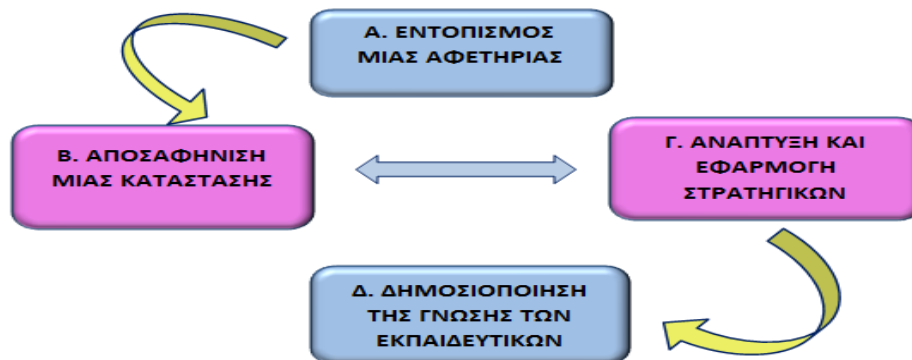 Α. ΕΝΤΟΠΙΣΜΟΣ
ΜΙΑΣ ΑΦΕΤΗΡΙΑΣ
Β. ΑΠΟΣΑΦΗΝΙΣΗ
ΜΙΑΣ ΚΑΤΑΣΤΑΣΗΣ
Γ. ΑΝΑΠΤΥΞΗ ΚΑΙ
ΕΦΑΡΜΟΓΗ
ΣΤΡΑΤΗΓΙΚΩΝ
Δ. ΔΗΜΟΣΙΟΠΟΙΗΣΗ
ΤΗΣ ΓΝΩΣΗΣ ΤΩΝ
ΕΚΠΑΙΔΕΥΤΙΚΩΝ